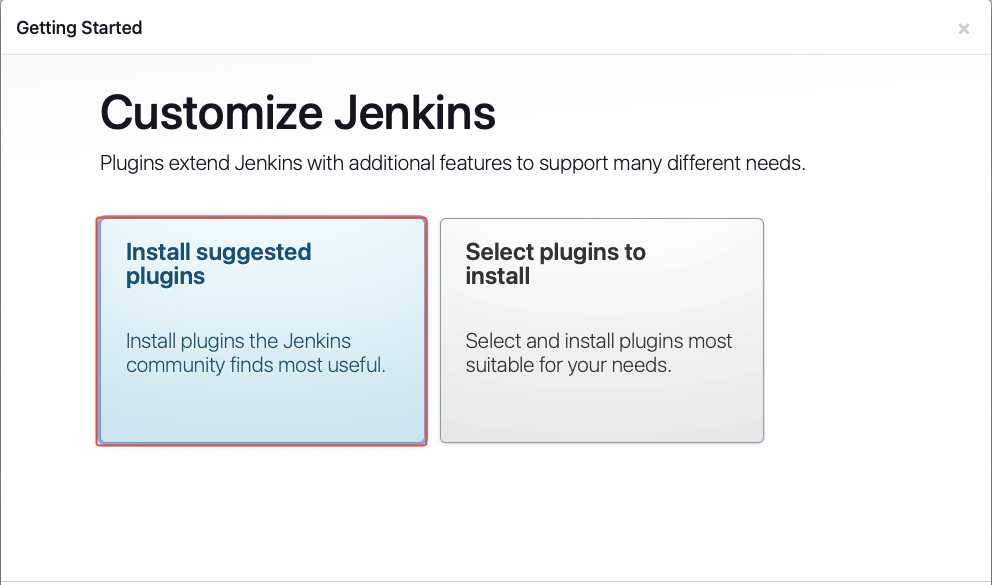 Getting Started
×
Customize Jenkins
Plugins extend Jenkins with additional features to support many different needs.
Install suggested
plugins
Install plugins the Jenkins
community finds most useful.
Select plugins to
install
Select and install plugins most
suitable for your needs.